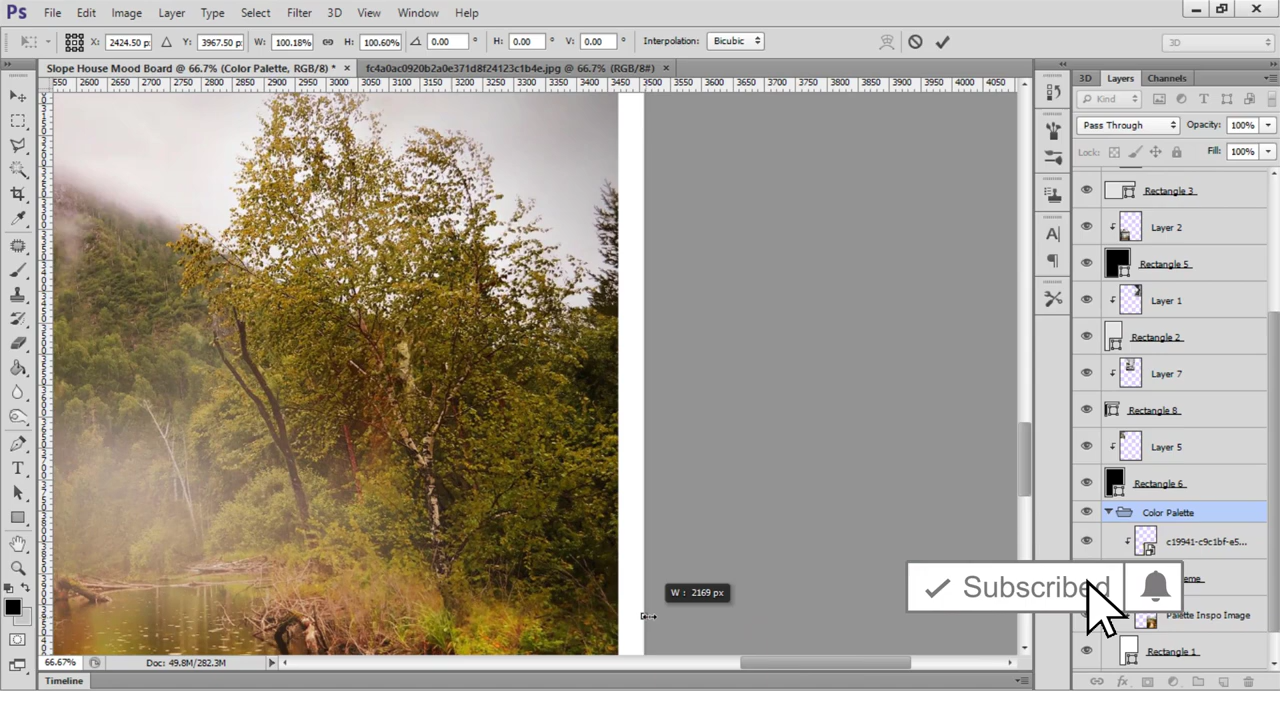 Ps File Edit Image Layer Type Select Filter 3D View Window Help
X: 2424.50 px Y: 3967.50 px W: 100.18% H: 100.60% 0.00 ° H: 0.00 ° V: 0.00 ° Interpolation: Bicubic 3D
Slope House Mood Board @ 66.7% (Color Palette, RGB/8) * × fc4a0ac0920b2a0e371d8f24123c1b4e.jpg @ 66.7% (RGB/8#) ×
3D Layers Channels
550 2600 2650 2700 2750 2800 2850 2900 2950 3000 3050 3100 3150 3200 3250 3300 3350 3400 3450 3500 3550 3600 3650 3700 3750 3800 3850 3900 3950 4000 4050
Kind
Pass Through Opacity: 100%
Lock: Fill: 100%
Rectangle 3
Layer 2
Rectangle 5
Layer 1
Rectangle 2
Layer 7
Rectangle 8
Layer 5
Rectangle 6
Color Palette
c19941-c9c1bf-e5...
eme
Subscribed
W : 2169 px
Palette Inspo Image
Rectangle 1
66.67% Doc: 49.8M/282.3M
Timeline